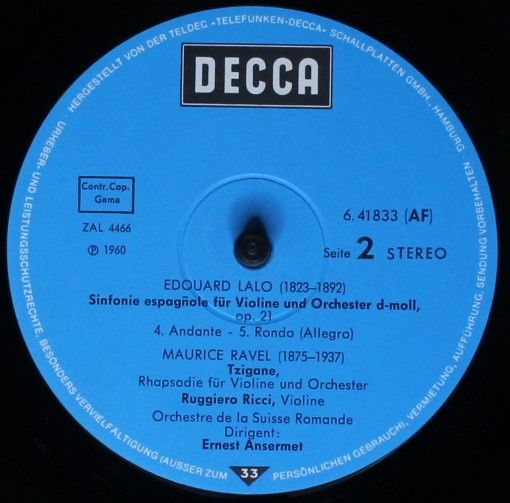 HERGESTELLT VON DER TELDEC »TELEFUNKEN-DECCA« SCHALLPLATTEN GMBH., HAMBURG
URHEBER- UND LEISTUNGSSCHUTZRECHTE, BESONDERS VERVIELFÄLTIGUNG (AUSSER ZUM PERSÖNLICHEN GEBRAUCH), VERMIETUNG, AUFFÜHRUNG, SENDUNG VORBEHALTEN
DECCA
Contr. Cop.
Gema
ZAL 4466
Ⓟ 1960
6.41833 (AF)
Seite 2 STEREO
EDOUARD LALO (1823–1892)
Sinfonie espagñole für Violine und Orchester d-moll,
op. 21
4. Andante - 5. Rondo (Allegro)
MAURICE RAVEL (1875-1937)
Tzigane,
Rhapsodie für Violine und Orchester
Ruggiero Ricci, Violine
Orchestre de la Suisse Romande
Dirigent:
Ernest Ansermet
33